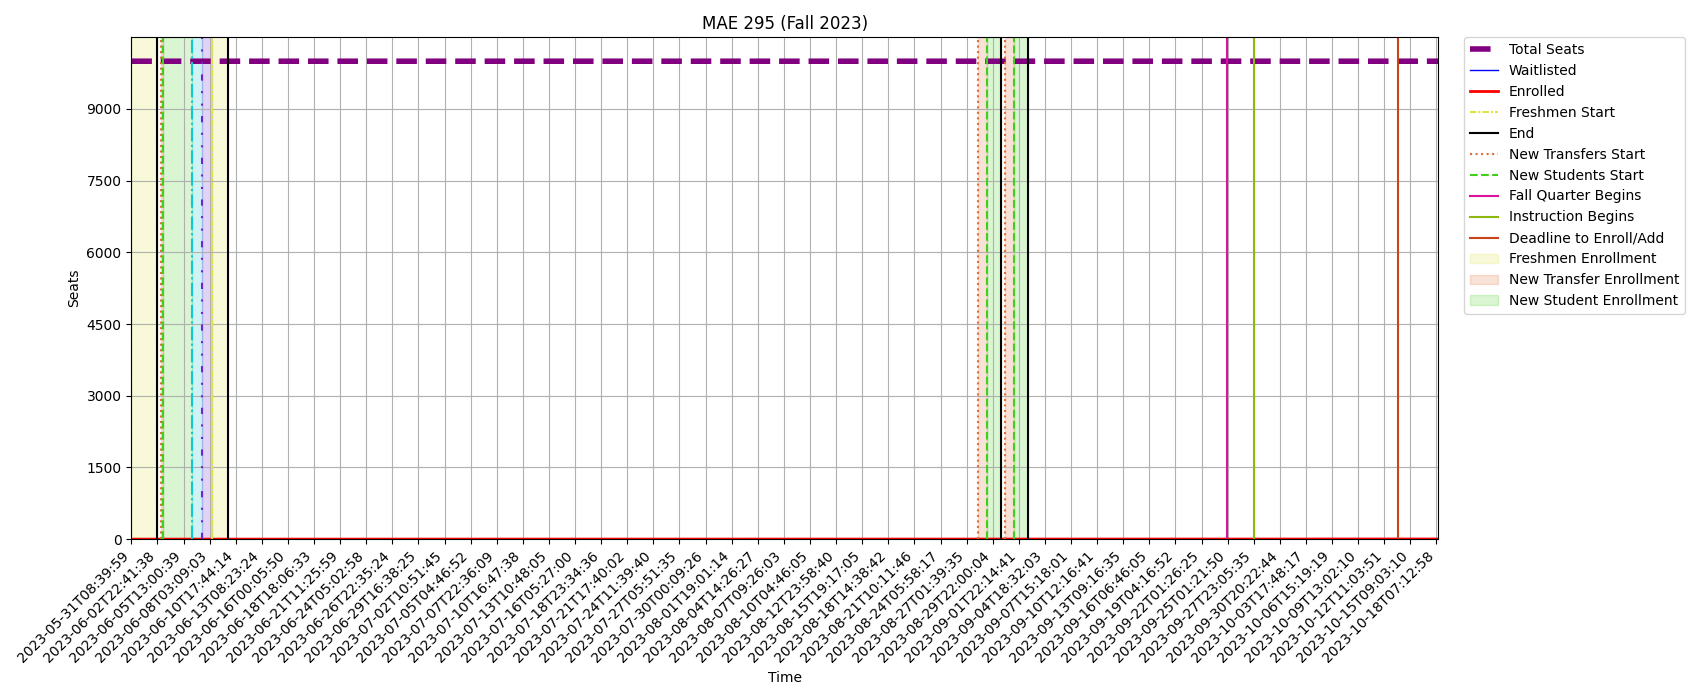 MAE 295 (Fall 2023)
Total Seats
Waitlisted
Enrolled
Freshmen Start
End
New Transfers Start
New Students Start
Fall Quarter Begins
Instruction Begins
Deadline to Enroll/Add
Freshmen Enrollment
New Transfer Enrollment
New Student Enrollment
Seats
9000
7500
6000
4500
3000
1500
0
2023-05-31T08:39:59
2023-06-02T22:41:38
2023-06-05T13:00:39
2023-06-08T03:09:03
2023-06-10T17:44:14
2023-06-13T08:23:24
2023-06-16T00:05:50
2023-06-18T18:06:33
2023-06-21T11:25:59
2023-06-24T05:02:58
2023-06-26T22:35:24
2023-06-29T16:38:25
2023-07-02T10:51:45
2023-07-05T04:46:52
2023-07-07T22:36:09
2023-07-10T16:47:38
2023-07-13T10:48:05
2023-07-16T05:27:00
2023-07-18T23:34:36
2023-07-21T17:40:02
2023-07-24T11:39:40
2023-07-27T05:51:35
2023-07-30T00:09:26
2023-08-01T19:01:14
2023-08-04T14:26:27
2023-08-07T09:26:03
2023-08-10T04:46:05
2023-08-12T23:58:40
2023-08-15T19:17:05
2023-08-18T14:38:42
2023-08-21T10:11:46
2023-08-24T05:58:17
2023-08-27T01:39:35
2023-08-29T22:00:04
2023-09-01T22:14:41
2023-09-04T18:32:03
2023-09-07T15:18:01
2023-09-10T12:16:41
2023-09-13T09:16:35
2023-09-16T06:46:05
2023-09-19T04:16:52
2023-09-22T01:26:25
2023-09-25T01:21:50
2023-09-27T23:05:35
2023-09-30T20:22:44
2023-10-03T17:48:17
2023-10-06T15:19:19
2023-10-09T13:02:10
2023-10-12T11:03:51
2023-10-15T09:03:10
2023-10-18T07:12:58
Time